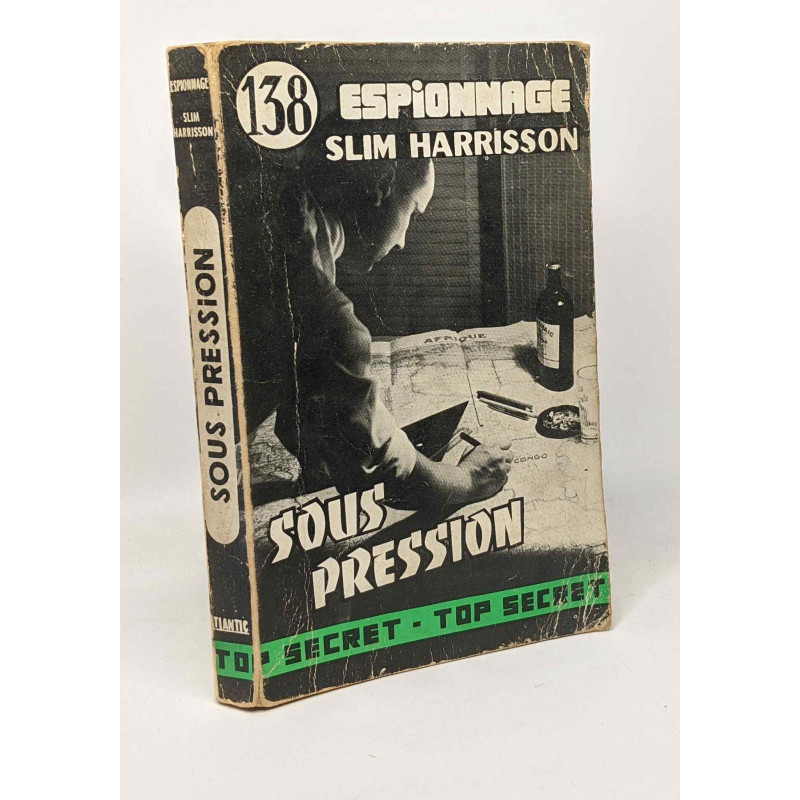 ESPIONNAGE
SLIM
HARRISSON
SOUS PRESSION
TLANTIC
138
ESPiONNAGE
SLIM HARRISSON
AFRIQUE
CONGO
SOUS
PRESSION
TOP SECRET - TOP SECRET